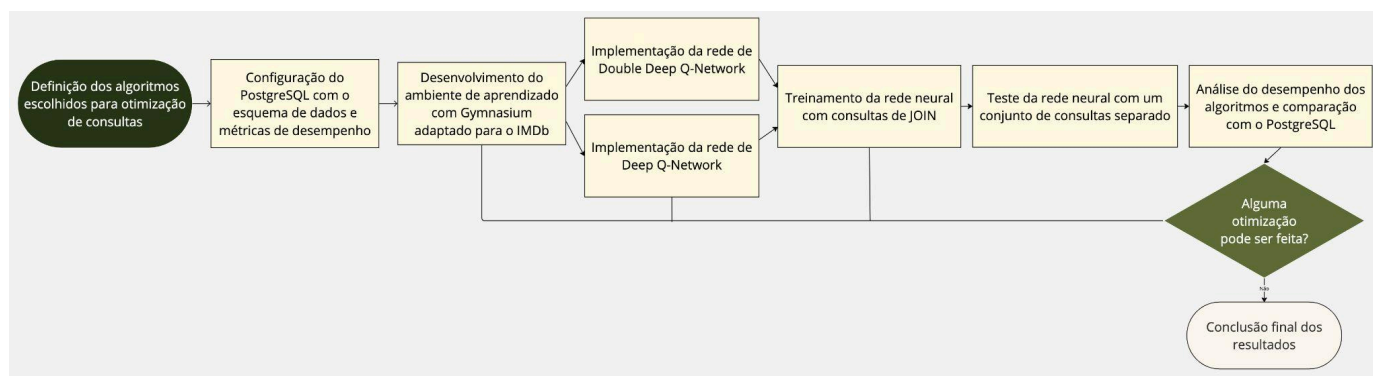 Definição dos algoritmos
escolhidos para otimização
de consultas
Configuração do
PostgreSQL com o
esquema de dados e
métricas de desempenho
Desenvolvimento do
ambiente de aprendizado
com Gymnasium
adaptado para o IMDb
Implementação da rede de
Double Deep Q-Network
Implementação da rede de
Deep Q-Network
Treinamento da rede neural
com consultas de JOIN
Teste da rede neural com um
conjunto de consultas separado
Análise do desempenho dos
algoritmos e comparação
com o PostgreSQL
Alguma
otimização
pode ser feita?
Não
Conclusão final dos
resultados